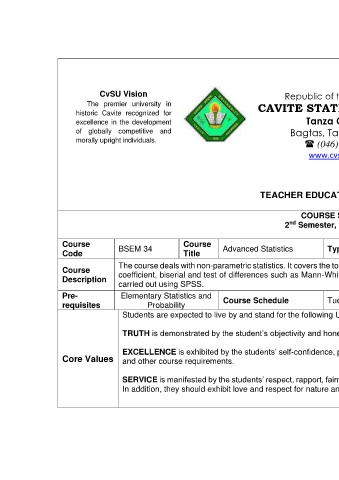 CvSU Vision
The premier university in
historic Cavite recognized for
excellence in the development
of globally competitive and
morally upright individuals.
Republic of t
CAVITE STAT
Tanza C
Bagtas, Ta
☎ (046)
www.cvs
TEACHER EDUCAT
COURSE S
2nd Semester,
Course Code BSEM 34 Course Title Advanced Statistics Typ
Course Description The course deals with non-parametric statistics. It covers the to
coefficient, biserial and test of differences such as Mann-Whi
carried out using SPSS.
Pre-requisites Elementary Statistics and Probability Course Schedule Tue
Core Values Students are expected to live by and stand for the following U
TRUTH is demonstrated by the student's objectivity and hone
EXCELLENCE is exhibited by the students' self-confidence, p
and other course requirements.
SERVICE is manifested by the students' respect, rapport, fairn
In addition, they should exhibit love and respect for nature an